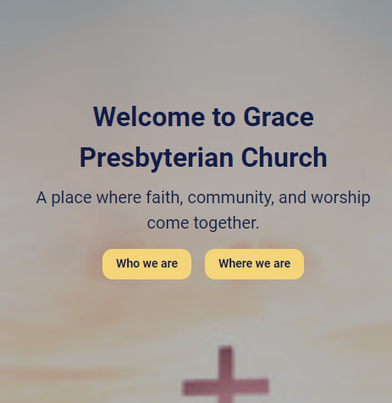 Welcome to Grace
Presbyterian Church
A place where faith, community, and worship
come together.
Who we are
Where we are